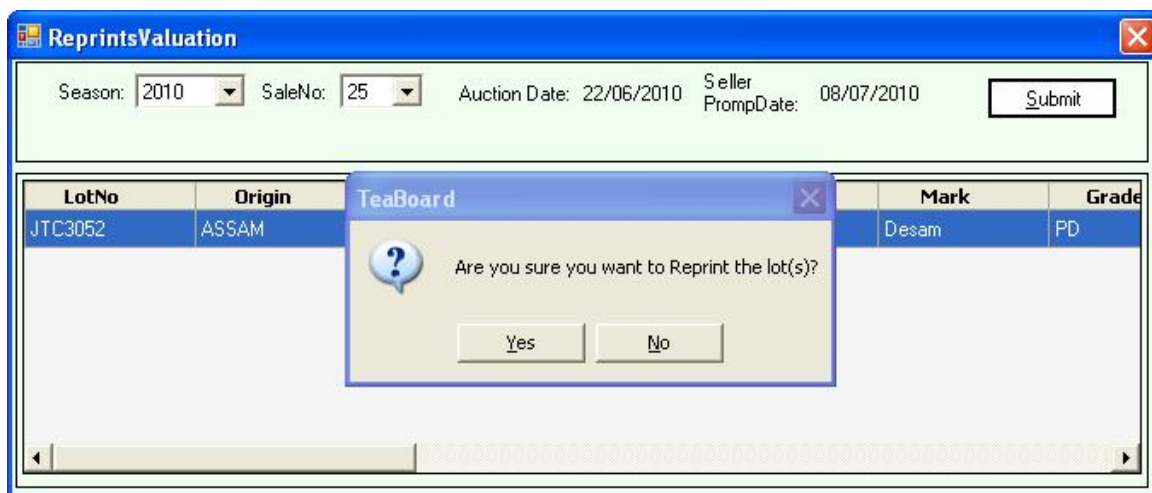 ReprintsValuation
Season: 2010 SaleNo: 25 Auction Date: 22/06/2010 Seller PrompDate: 08/07/2010 Submit
LotNo Origin Mark Grade
JTC3052 ASSAM Desam PD
TeaBoard
Are you sure you want to Reprint the lot(s)?
Yes No